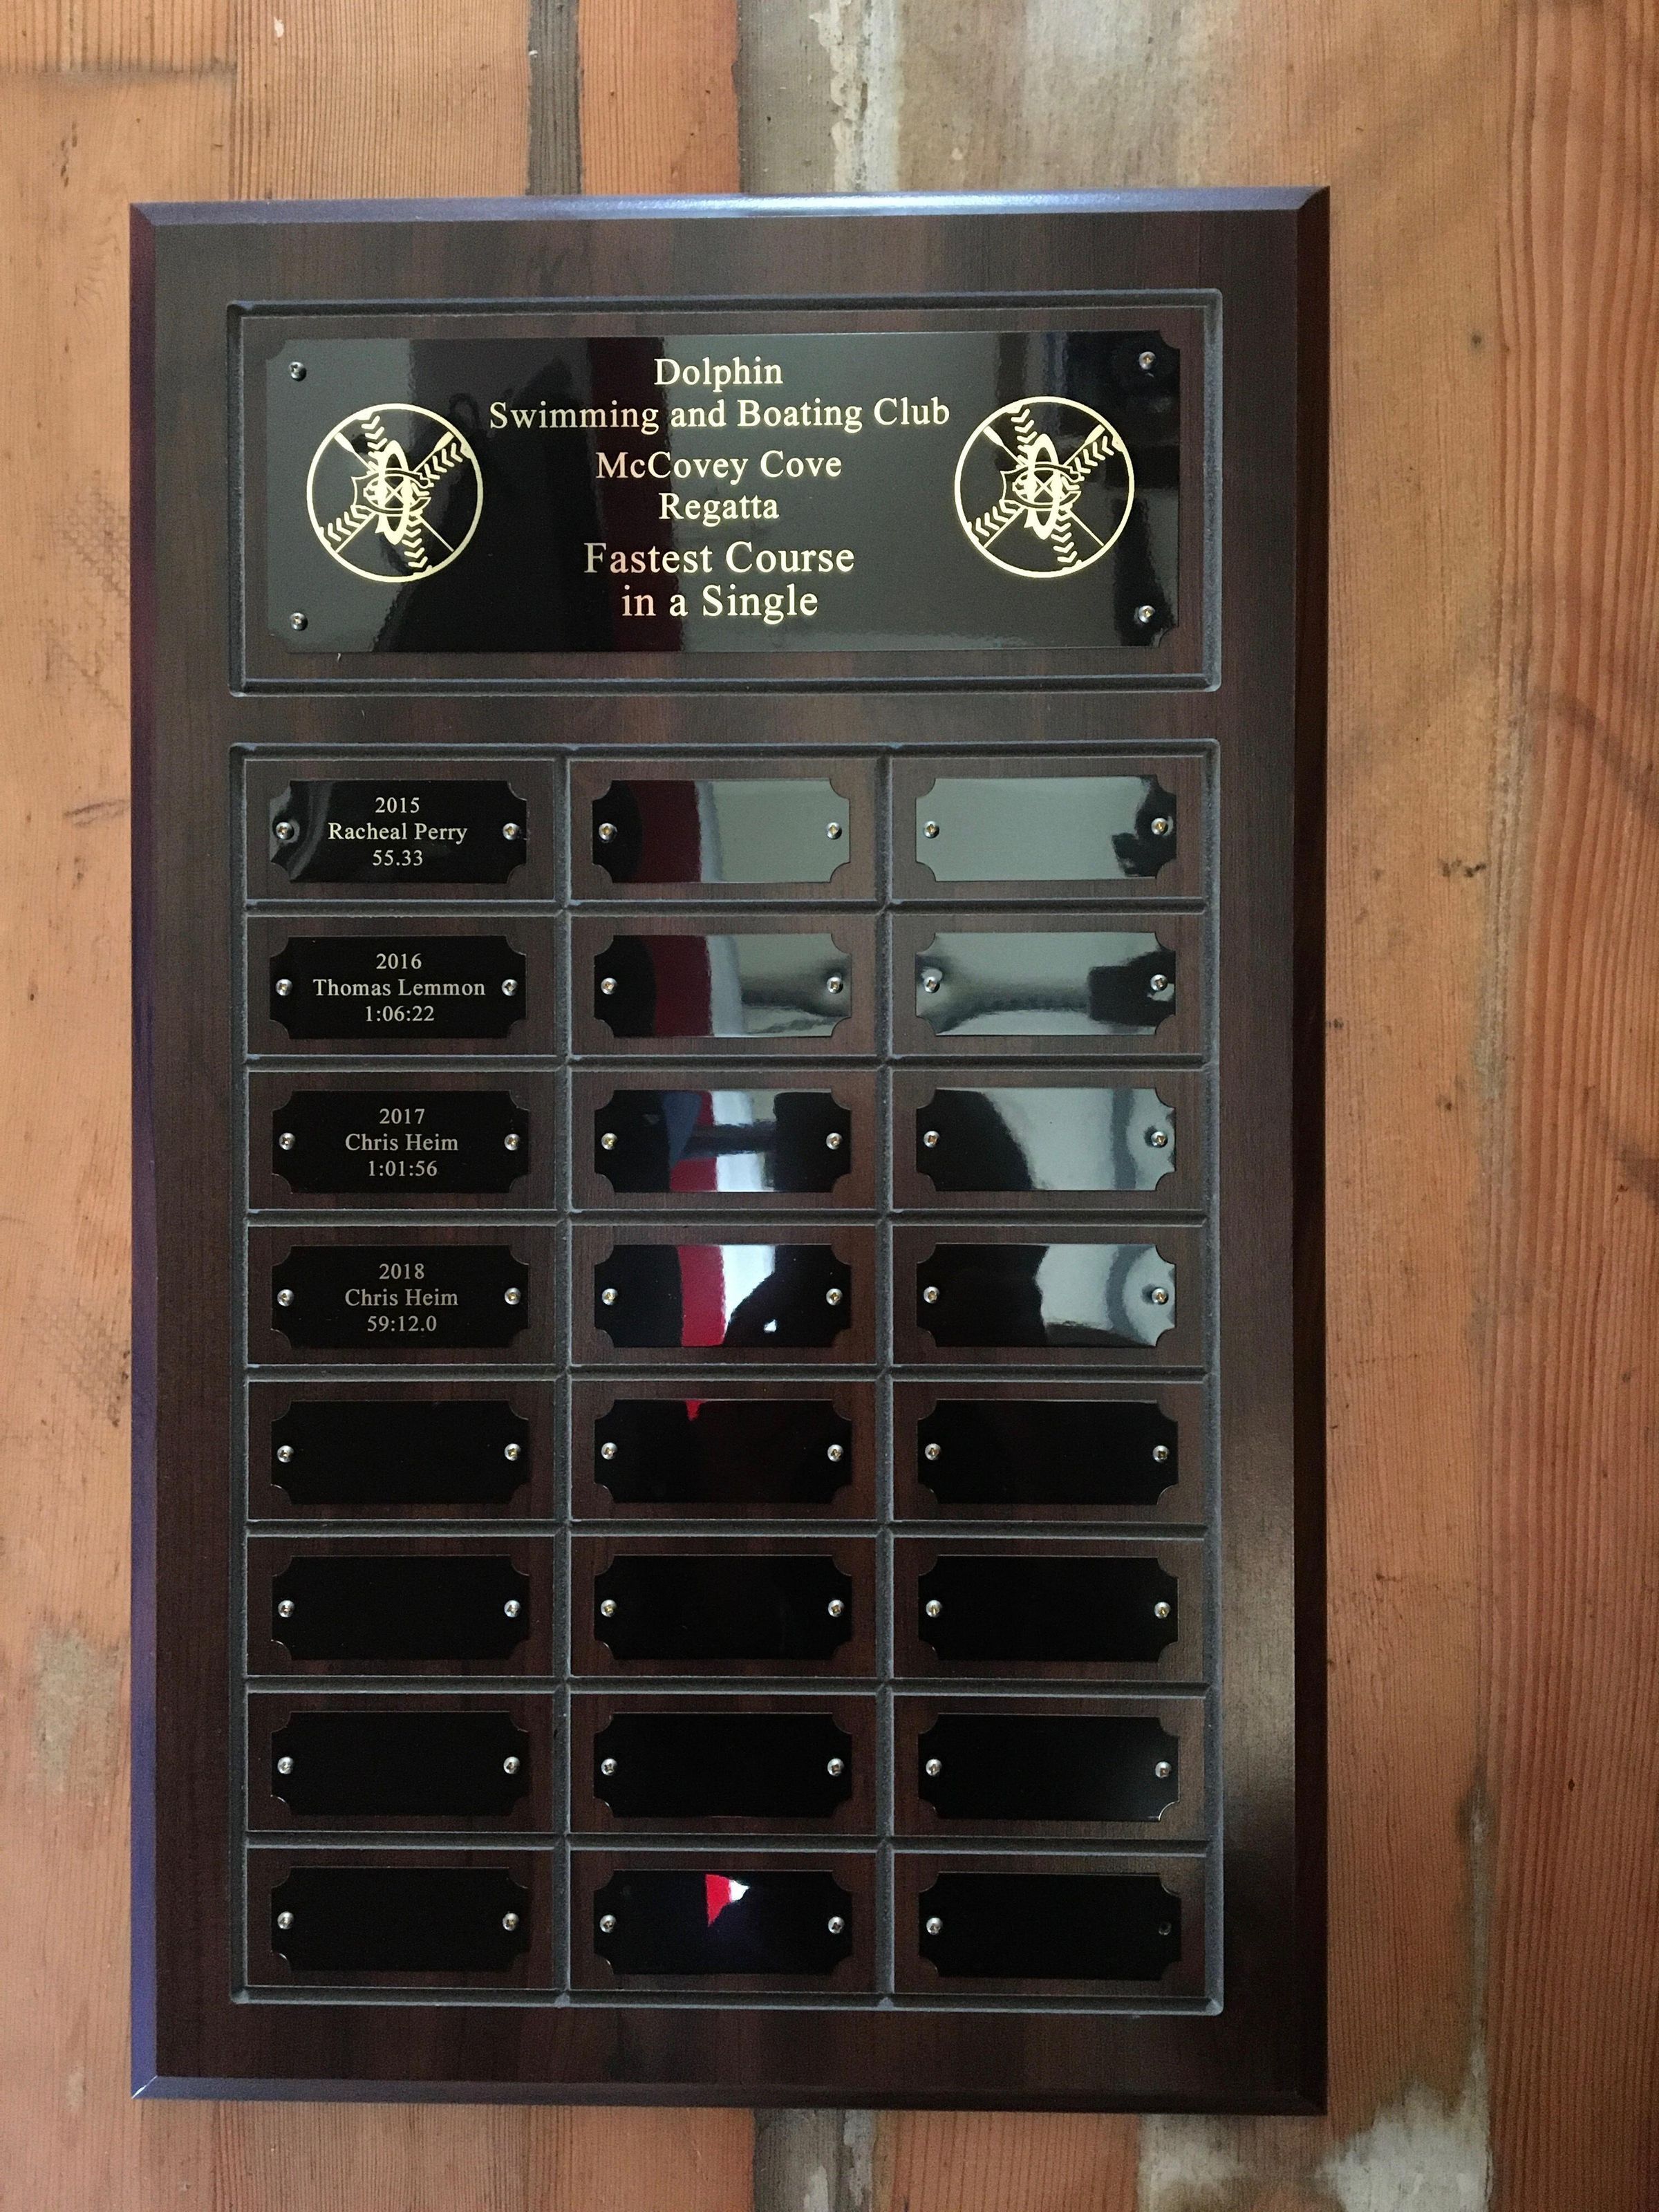 Dolphin
Swimming and Boating Club
McCovey Cove
Regatta
Fastest Course
in a Single
2015
Racheal Perry
55.33
2016
Thomas Lemmon
1:06:22
2017
Chris Heim
1:01:56
2018
Chris Heim
59:12.0